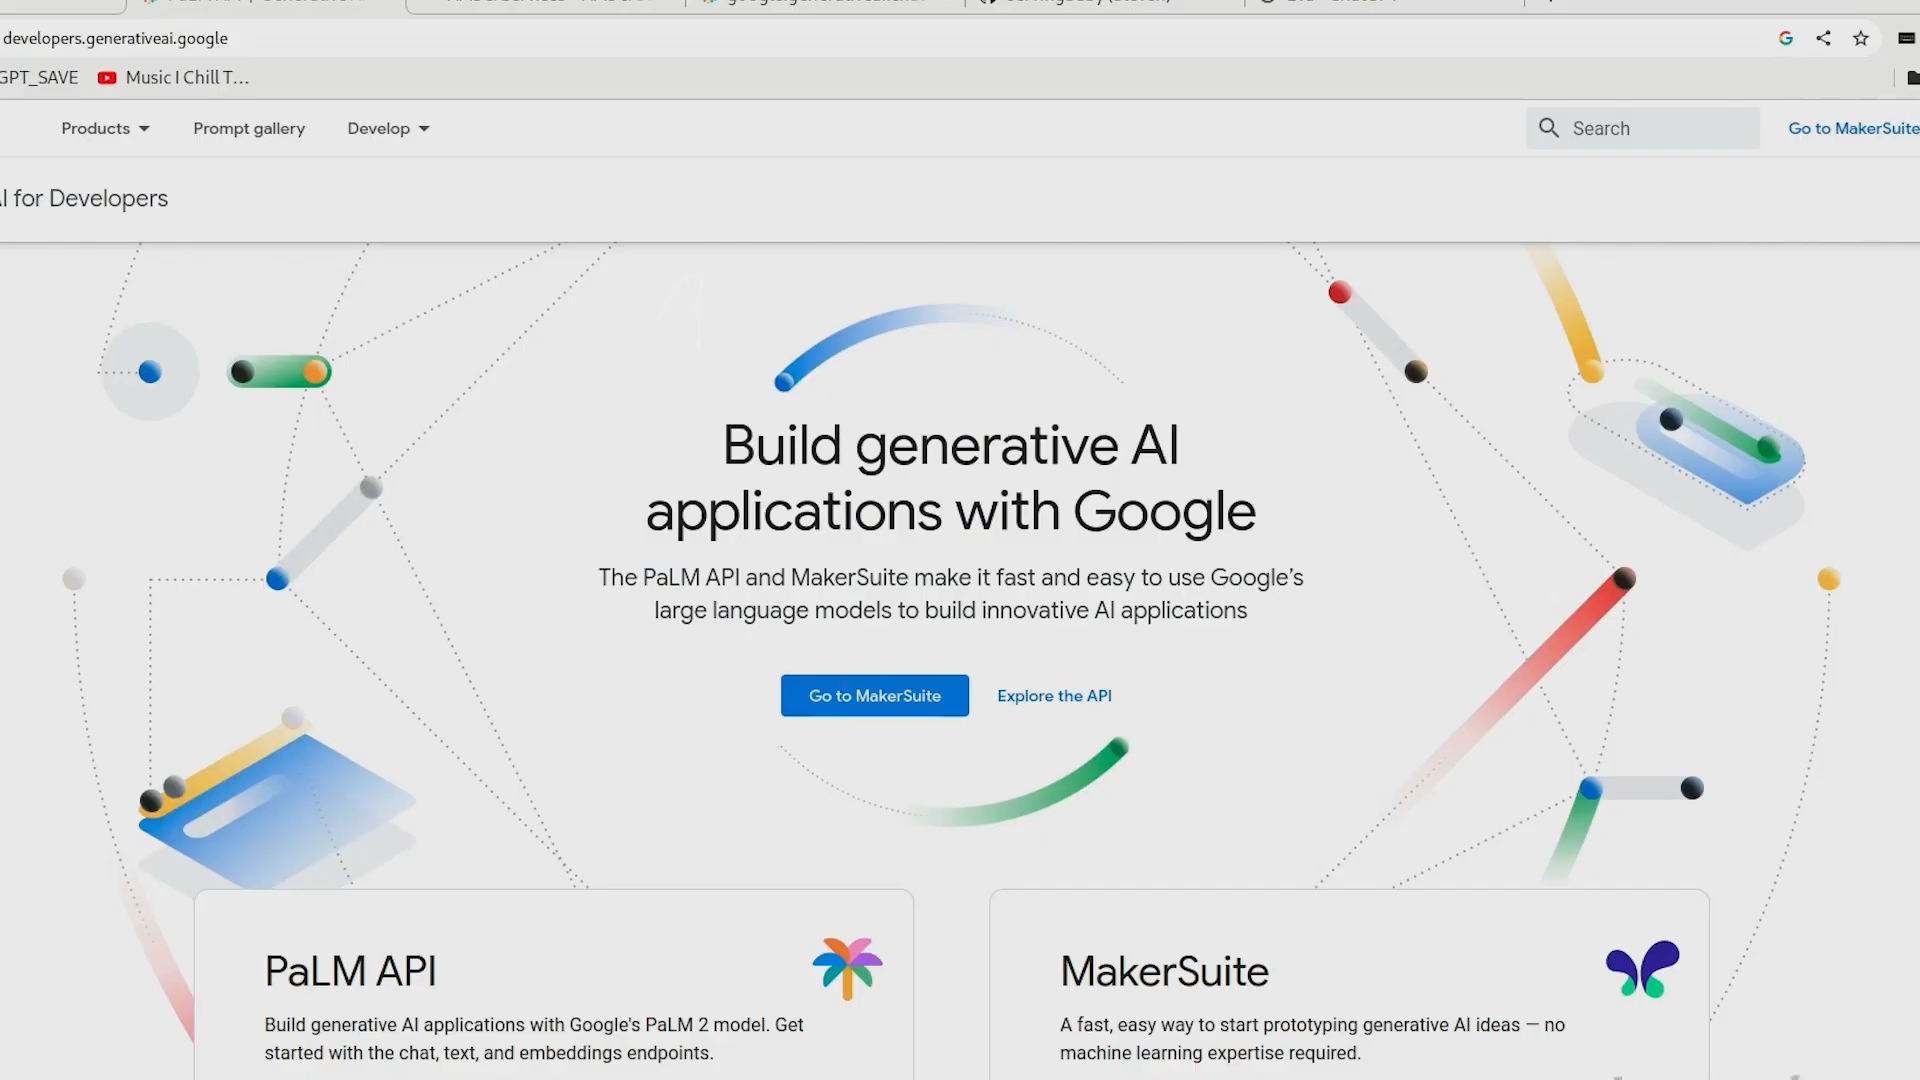 developers.generativeai.google
GPT_SAVE
Music I Chill T...
Products
Prompt gallery
Develop
Search
Go to MakerSuite
AI for Developers
Build generative AI
applications with Google
The PaLM API and MakerSuite make it fast and easy to use Google's
large language models to build innovative AI applications
Go to MakerSuite
Explore the API
PaLM API
Build generative AI applications with Google's PaLM 2 model. Get
started with the chat, text, and embeddings endpoints.
MakerSuite
A fast, easy way to start prototyping generative AI ideas — no
machine learning expertise required.